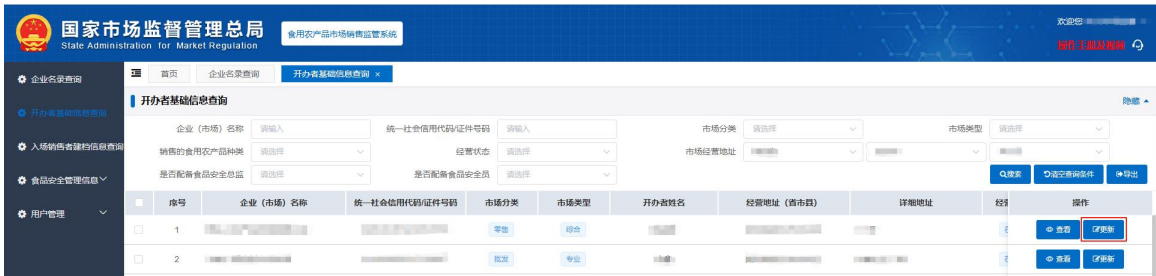 国家市场监督管理总局
State Administration for Market Regulation
食用农产品市场销售监管系统
欢迎您
操作手册及视频
企业名录查询
开办者基础信息查询
入场销售者建档信息查询
食品安全管理信息
用户管理
首页 企业名录查询 开办者基础信息查询 ×
开办者基础信息查询 隐藏
企业（市场）名称 请输入 统一社会信用代码/证件号码 请输入 市场分类 请选择 市场类型 请选择
销售的食用农产品种类 请选择 经营状态 请选择 市场经营地址
是否配备食品安全总监 请选择 是否配备食品安全员 请选择 搜索 清空查询条件 导出
序号 企业（市场）名称 统一社会信用代码/证件号码 市场分类 市场类型 开办者姓名 经营地址（省市县） 详细地址 操作
1 零售 综合 查看 更新
2 批发 专业 查看 更新